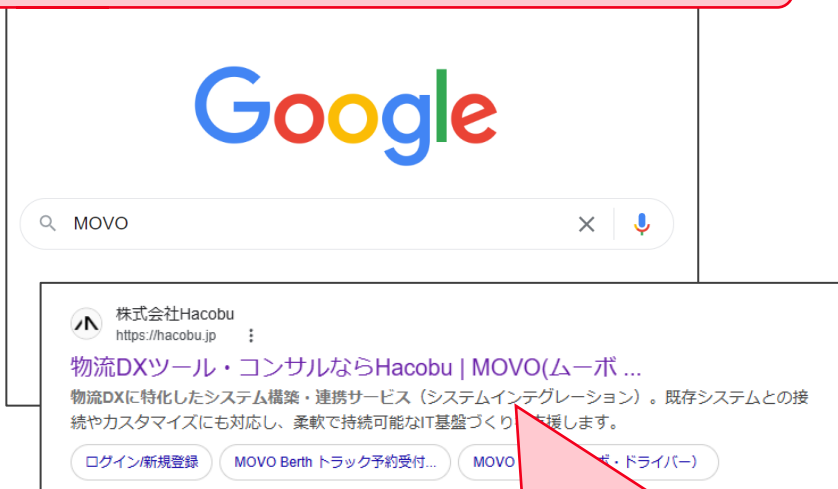 Google
MOVO
株式会社Hacobu
https://hacobu.jp
物流DXツール・コンサルならHacobu | MOVO(ムーボ ...
物流DXに特化したシステム構築・連携サービス（システムインテグレーション）。既存システムとの接
続やカスタマイズにも対応し、柔軟で持続可能なIT基盤づくり 支援します。
ログイン/新規登録
MOVO Berth トラック予約受付...
MOVO ボ・ドライバー）